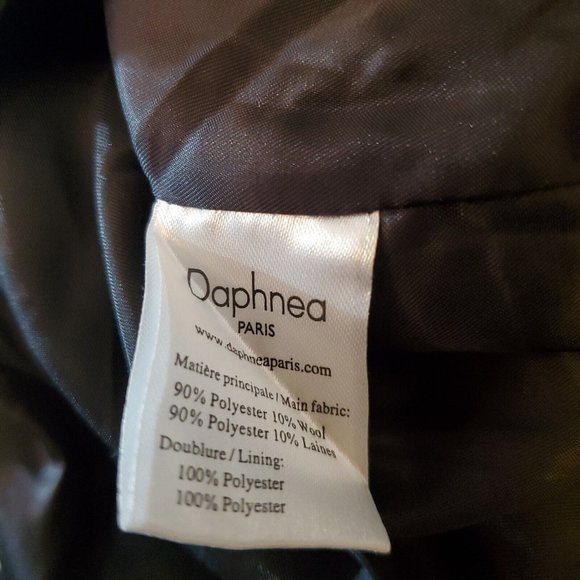 Daphnea
PARIS
www.daphneaparis.com
Matière principale / Main fabric:
90% Polyester 10% Wool
90% Polyester 10% Laines
Doublure / Lining:
100% Polyester
100% Polyester